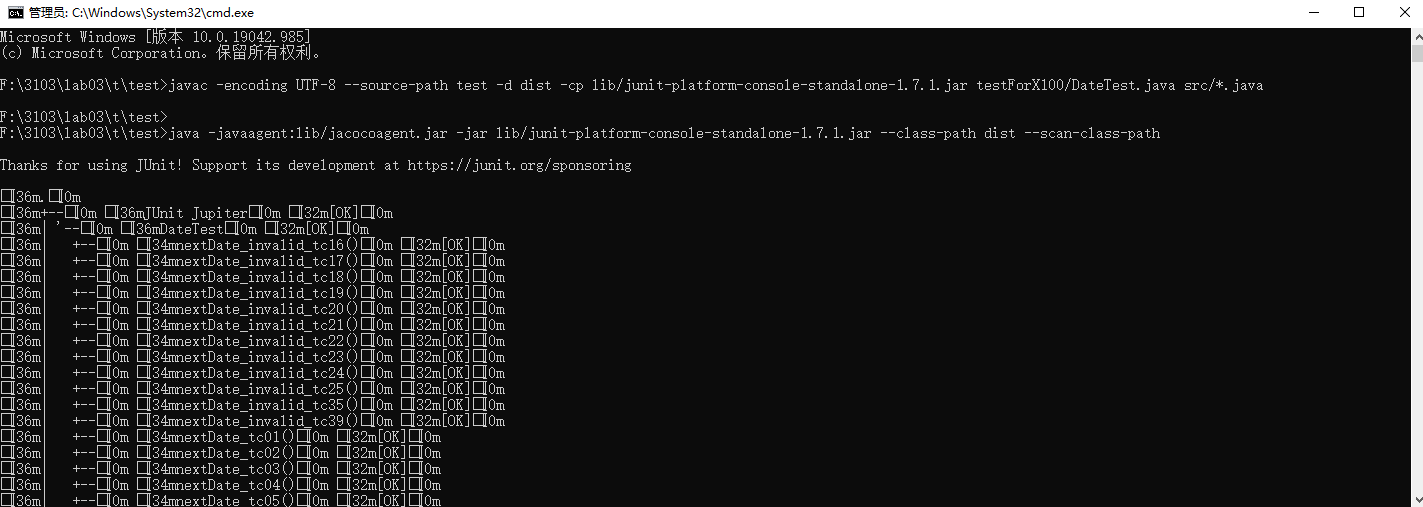 管理员: C:\Windows\System32\cmd.exe
Microsoft Windows [版本 10.0.19042.985]
(c) Microsoft Corporation。保留所有权利。
F:\3103\lab03\t\test>javac -encoding UTF-8 --source-path test -d dist -cp lib/junit-platform-console-standalone-1.7.1.jar testForX100/DateTest.java src/*.java
F:\3103\lab03\t\test>
F:\3103\lab03\t\test>java -javaagent:lib/jacocoagent.jar -jar lib/junit-platform-console-standalone-1.7.1.jar --class-path dist --scan-class-path
Thanks for using JUnit! Support its development at https://junit.org/sponsoring
□[36m.□[0m
□[36m+--□[0m □[36mJUnit Jupiter□[0m □[32m[OK]□[0m
□[36m| '--□[0m □[36mDateTest□[0m □[32m[OK]□[0m
□[36m|   +--□[0m □[34mnextDate_invalid_tc16()□[0m □[32m[OK]□[0m
□[36m|   +--□[0m □[34mnextDate_invalid_tc17()□[0m □[32m[OK]□[0m
□[36m|   +--□[0m □[34mnextDate_invalid_tc18()□[0m □[32m[OK]□[0m
□[36m|   +--□[0m □[34mnextDate_invalid_tc19()□[0m □[32m[OK]□[0m
□[36m|   +--□[0m □[34mnextDate_invalid_tc20()□[0m □[32m[OK]□[0m
□[36m|   +--□[0m □[34mnextDate_invalid_tc21()□[0m □[32m[OK]□[0m
□[36m|   +--□[0m □[34mnextDate_invalid_tc22()□[0m □[32m[OK]□[0m
□[36m|   +--□[0m □[34mnextDate_invalid_tc23()□[0m □[32m[OK]□[0m
□[36m|   +--□[0m □[34mnextDate_invalid_tc24()□[0m □[32m[OK]□[0m
□[36m|   +--□[0m □[34mnextDate_invalid_tc25()□[0m □[32m[OK]□[0m
□[36m|   +--□[0m □[34mnextDate_invalid_tc35()□[0m □[32m[OK]□[0m
□[36m|   +--□[0m □[34mnextDate_invalid_tc39()□[0m □[32m[OK]□[0m
□[36m|   +--□[0m □[34mnextDate_tc01()□[0m □[32m[OK]□[0m
□[36m|   +--□[0m □[34mnextDate_tc02()□[0m □[32m[OK]□[0m
□[36m|   +--□[0m □[34mnextDate_tc03()□[0m □[32m[OK]□[0m
□[36m|   +--□[0m □[34mnextDate_tc04()□[0m □[32m[OK]□[0m
□[36m|   +--□[0m □[34mnextDate_tc05()□[0m □[32m[OK]□[0m